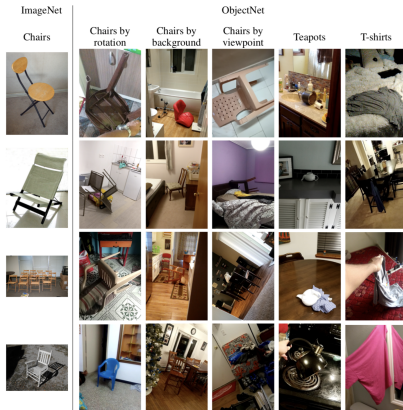 ImageNet
ObjectNet
Chairs
Chairs by
rotation
Chairs by
background
Chairs by
viewpoint
Teapots
T-shirts